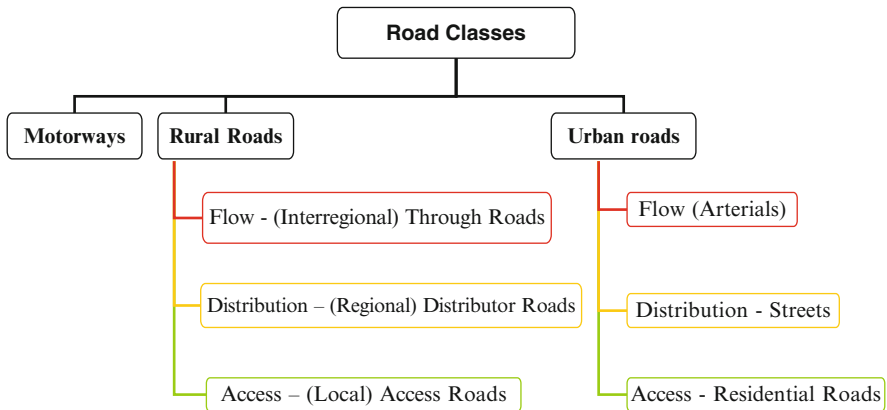 Road Classes
Motorways
Rural Roads
Urban roads
Flow - (Interregional) Through Roads
Flow (Arterials)
Distribution – (Regional) Distributor Roads
Distribution - Streets
Access – (Local) Access Roads
Access - Residential Roads